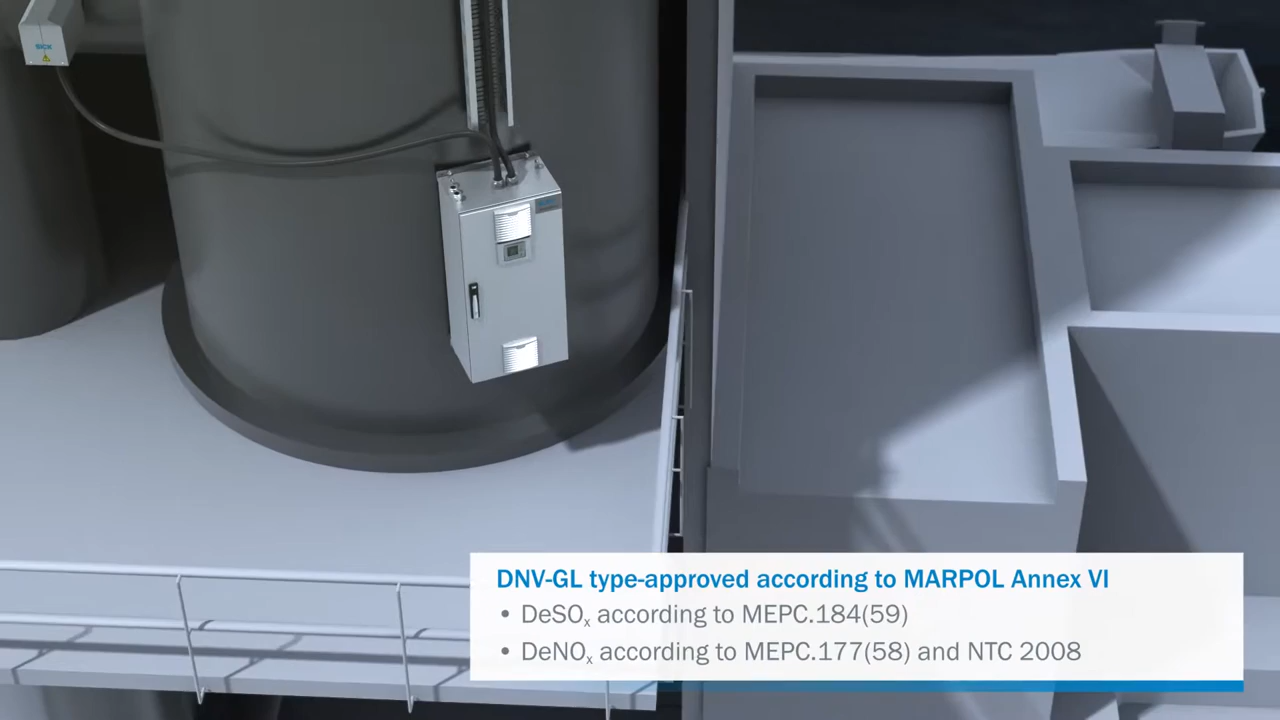 SICK
DNV-GL type-approved according to MARPOL Annex VI
• DeSOₓ according to MEPC.184(59)
• DeNOₓ according to MEPC.177(58) and NTC 2008